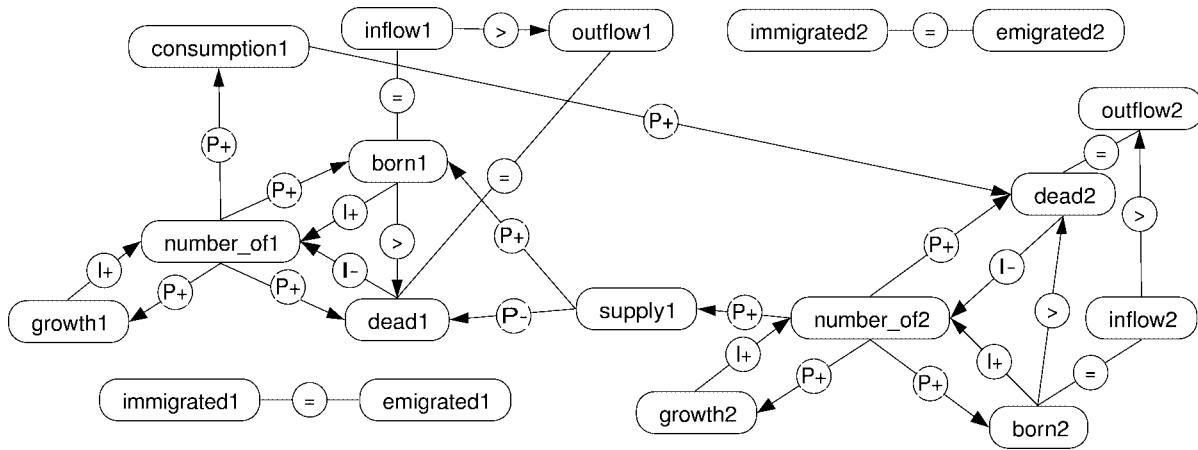 inflow1 > outflow1
immigrated2 = emigrated2
consumption1
=
P+
outflow2
P+
born1
=
=
dead2
P+
I+
P+
>
number_of1
>
P+
I+
I-
I-
P+
P+
growth1
dead1
P-
supply1
P+
number_of2
>
inflow2
I+
I+
P+
P+
=
immigrated1 = emigrated1
growth2
born2